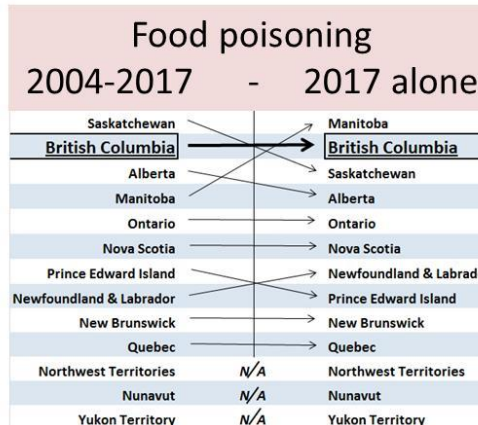 Food poisoning
2004-2017 - 2017 alone
Saskatchewan Manitoba
British Columbia British Columbia
Alberta Saskatchewan
Manitoba Alberta
Ontario Ontario
Nova Scotia Nova Scotia
Prince Edward Island Newfoundland & Labrad
Newfoundland & Labrador Prince Edward Island
New Brunswick New Brunswick
Quebec Quebec
Northwest Territories N/A Northwest Territories
Nunavut N/A Nunavut
Yukon Territory N/A Yukon Territory